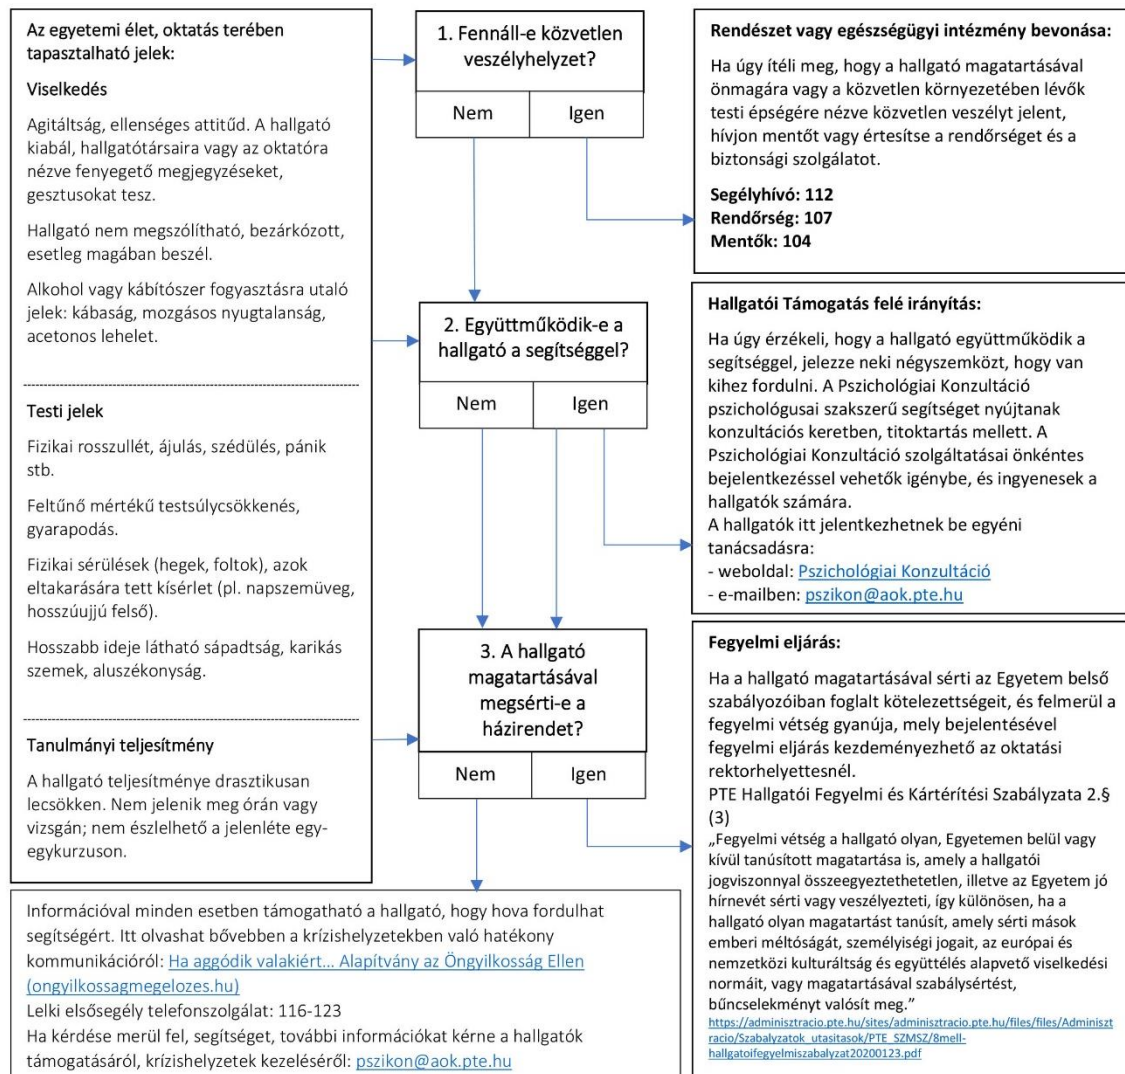 Az egyetemi élet, oktatás terében
tapasztalható jelek:
Viselkedés
Agitáltság, ellenséges attitűd. A hallgató
kiabál, hallgatótársaira vagy az oktatóra
nézve fenyegető megjegyzéseket,
gesztusokat tesz.
Hallgató nem megszólítható, bezárkózott,
esetleg magában beszél.
Alkohol vagy kábítószer fogyasztásra utaló
jelek: kábaság, mozgásos nyugtalanság,
acetonos lehelet.
Testi jelek
Fizikai rosszullét, ájulás, szédülés, pánik
stb.
Feltűnő mértékű testsúlycsökkenés,
gyarapodás.
Fizikai sérülések (hegek, foltok), azok
eltakarására tett kísérlet (pl. napszemüveg,
hosszúujjú felső).
Hosszabb ideje látható sápadtság, karikás
szemek, aluszékonyság.
Tanulmányi teljesítmény
A hallgató teljesítménye drasztikusan
lecsökken. Nem jelenik meg órán vagy
vizsgán; nem észlelhető a jelenléte egy-
egykurzuson.
1. Fennáll-e közvetlen
veszélyhelyzet?
Nem Igen
Rendészet vagy egészségügyi intézmény bevonása:
Ha úgy ítéli meg, hogy a hallgató magatartásával
önmagára vagy a közvetlen környezetében lévők
testi épségére nézve közvetlen veszélyt jelent,
hívjon mentőt vagy értesítse a rendőrséget és a
biztonsági szolgálatot.
Segélyhívó: 112
Rendőrség: 107
Mentők: 104
2. Együttműködik-e a
hallgató a segítséggel?
Nem Igen
Hallgatói Támogatás felé irányítás:
Ha úgy érzékeli, hogy a hallgató együttműködik a
segítséggel, jelezze neki négyszemközt, hogy van
kihez fordulni. A Pszichológiai Konzultáció
pszichológusai szakszerű segítséget nyújtanak
konzultációs keretben, titoktartás mellett. A
Pszichológiai Konzultáció szolgáltatásai önkéntes
bejelentkezéssel vehetők igénybe, és ingyenesek a
hallgatók számára.
A hallgatók itt jelentkezhetnek be egyéni
tanácsadásra:
- weboldal: Pszichológiai Konzultáció
- e-mailben: pszikon@aok.pte.hu
3. A hallgató
magatartásával
megsérti-e a
házirendet?
Nem Igen
Fegyelmi eljárás:
Ha a hallgató magatartásával sérti az Egyetem belső
szabályozóiban foglalt kötelezettségeit, és felmerül a
fegyelmi vétség gyanúja, mely bejelentésével
fegyelmi eljárás kezdeményezhető az oktatási
rektorhelyettesnél.
PTE Hallgatói Fegyelmi és Kártérítési Szabályzata 2.§
(3)
„Fegyelmi vétség a hallgató olyan, Egyetemen belül vagy
kívül tanúsított magatartása is, amely a hallgatói
jogviszonnyal összeegyeztethetetlen, illetve az Egyetem jó
hírnevét sérti vagy veszélyezteti, így különösen, ha a
hallgató olyan magatartást tanúsít, amely sérti mások
emberi méltóságát, személyiségi jogait, az európai és
nemzetközi kulturáltság és együttélés alapvető viselkedési
normáit, vagy magatartásával szabálysértést,
bűncselekményt valósít meg.”
https://adminisztracio.pte.hu/sites/adminisztracio.pte.hu/files/files/Adminiszt
racio/Szabalyzatok_utasitasok/PTE_SZMSZ/8mell-
hallgatoifegyelmiszabalyzat20200123.pdf
Információval minden esetben támogatható a hallgató, hogy hova fordulhat
segítségért. Itt olvashat bővebben a krízishelyzetekben való hatékony
kommunikációról: Ha aggódik valakiért... Alapítvány az Öngyilkosság Ellen
(ongyilkossagmegelozes.hu)
Lelki elsősegély telefonszolgálat: 116-123
Ha kérdése merül fel, segítséget, további információkat kérne a hallgatók
támogatásáról, krízishelyzetek kezeléséről: pszikon@aok.pte.hu